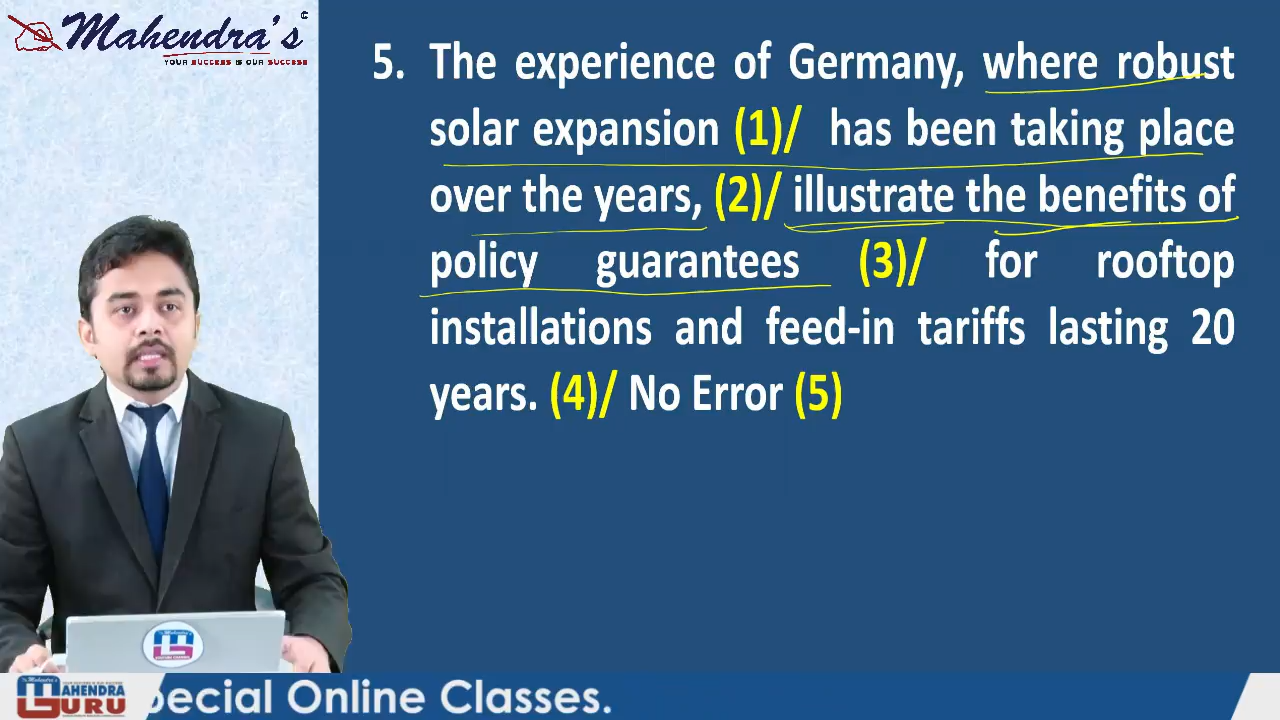 Mahendra's
YOUR SUCCESS IS OUR SUCCESS
5. The experience of Germany, where robust
solar expansion (1)/ has been taking place
over the years, (2)/ illustrate the benefits of
policy guarantees (3)/ for rooftop
installations and feed-in tariffs lasting 20
years. (4)/ No Error (5)
MAHENDRA
GURU
pecial Online Classes.